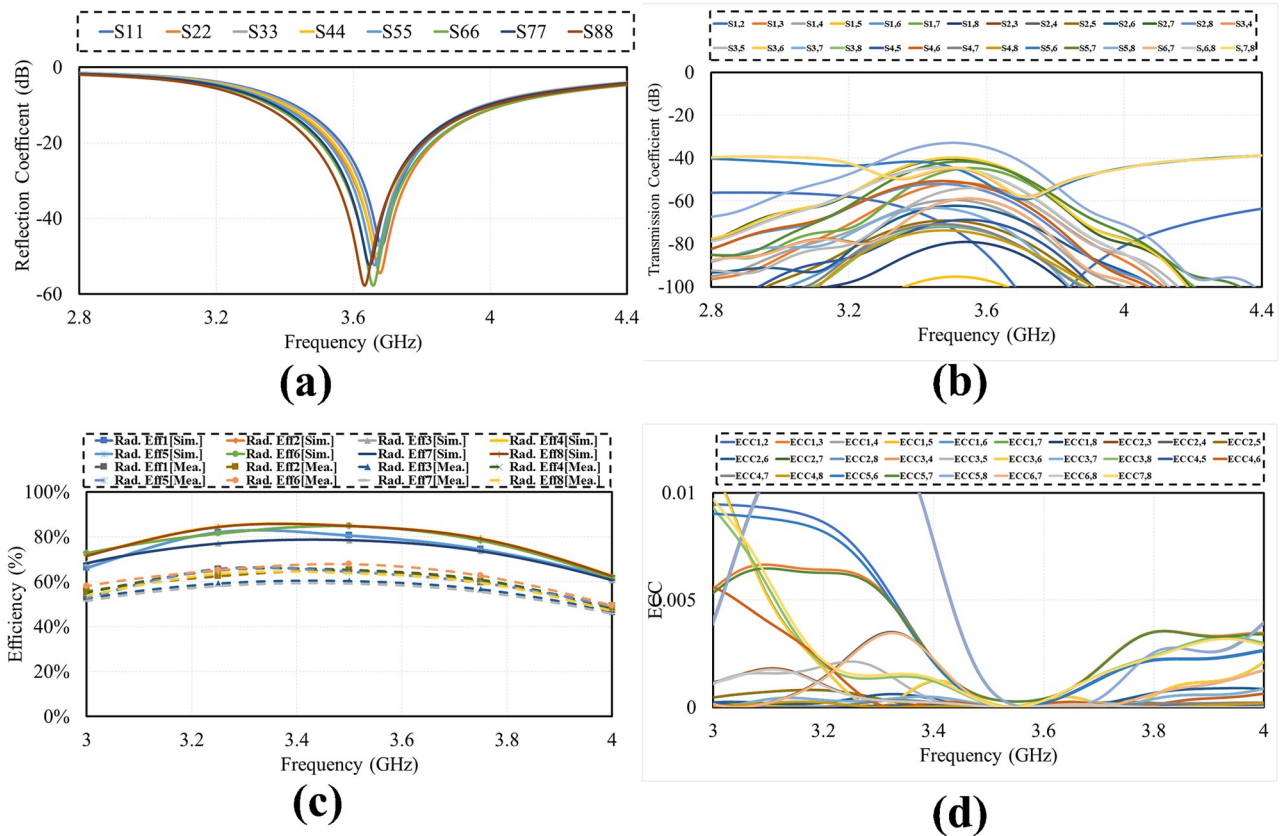 S11 S22 S33 S44 S55 S66 S77 S88
0
-20
-40
-60
Reflection Coefficent (dB)
2.8 3.2 3.6 4 4.4
Frequency (GHz)
(a)
S1,2 S1,3 S1,4 S1,5 S1,6 S1,7 S1,8 S2,3 S2,4 S2,5 S2,6 S2,7 S2,8 S3,4
S3,5 S3,6 S3,7 S3,8 S4,5 S4,6 S4,7 S4,8 S5,6 S5,7 S5,8 S6,7 S,6,8 S,7,8
0
-20
-40
-60
-80
-100
Transmission Coefficient (dB)
2.8 3.2 3.6 4 4.4
Frequency (GHz)
(b)
Rad. Eff1[Sim.] Rad. Eff2[Sim.] Rad. Eff3[Sim.] Rad. Eff4[Sim.]
Rad. Eff5[Sim.] Rad. Eff6[Sim.] Rad. Eff7[Sim.] Rad. Eff8[Sim.]
Rad. Eff1[Mea.] Rad. Eff2[Mea.] Rad. Eff3[Mea.] Rad. Eff4[Mea.]
Rad. Eff5[Mea.] Rad. Eff6[Mea.] Rad. Eff7[Mea.] Rad. Eff8[Mea.]
100%
80%
60%
40%
20%
0%
Efficiency (%)
3 3.2 3.4 3.6 3.8 4
Frequency (GHz)
(c)
ECC1,2 ECC1,3 ECC1,4 ECC1,5 ECC1,6 ECC1,7 ECC1,8 ECC2,3 ECC2,4 ECC2,5
ECC2,6 ECC2,7 ECC2,8 ECC3,4 ECC3,5 ECC3,6 ECC3,7 ECC3,8 ECC4,5 ECC4,6
ECC4,7 ECC4,8 ECC5,6 ECC5,7 ECC5,8 ECC6,7 ECC6,8 ECC7,8
0.01
0.005
0
ECC
3 3.2 3.4 3.6 3.8 4
Frequency (GHz)
(d)